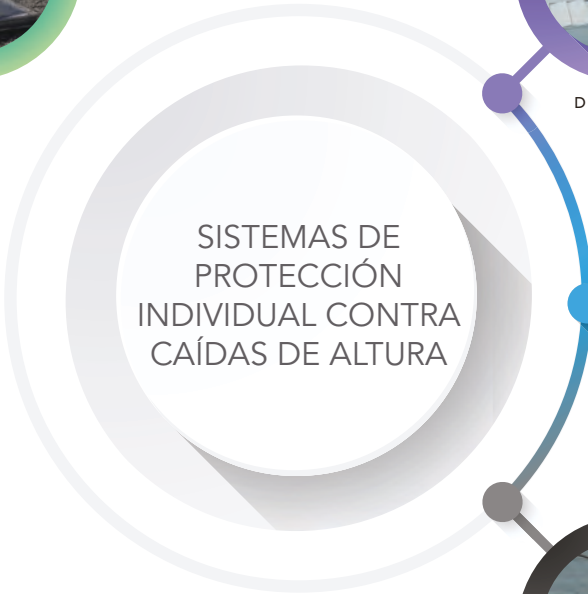 D
SISTEMAS DE
PROTECCIÓN
INDIVIDUAL CONTRA
CAÍDAS DE ALTURA